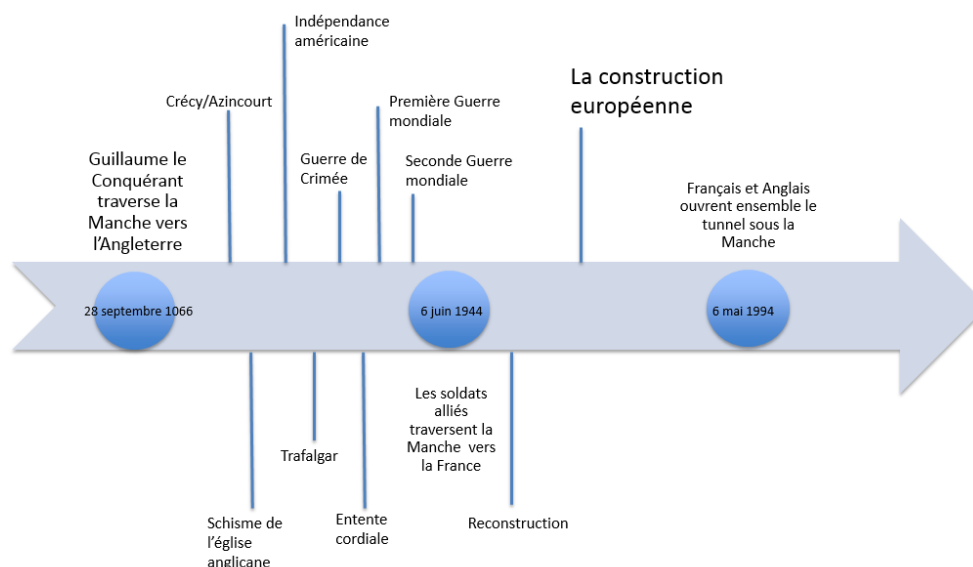 Indépendance
américaine
La construction
européenne
Crécy/Azincourt
Première Guerre
mondiale
Guillaume le
Conquérant
traverse la
Manche vers
l’Angleterre
Guerre de
Crimée
Seconde Guerre
mondiale
Français et Anglais
ouvrent ensemble le
tunnel sous la
Manche
28 septembre 1066
6 juin 1944
6 mai 1994
Les soldats
alliés
traversent la
Manche vers
la France
Trafalgar
Schisme de
l’église
anglicane
Entente
cordiale
Reconstruction